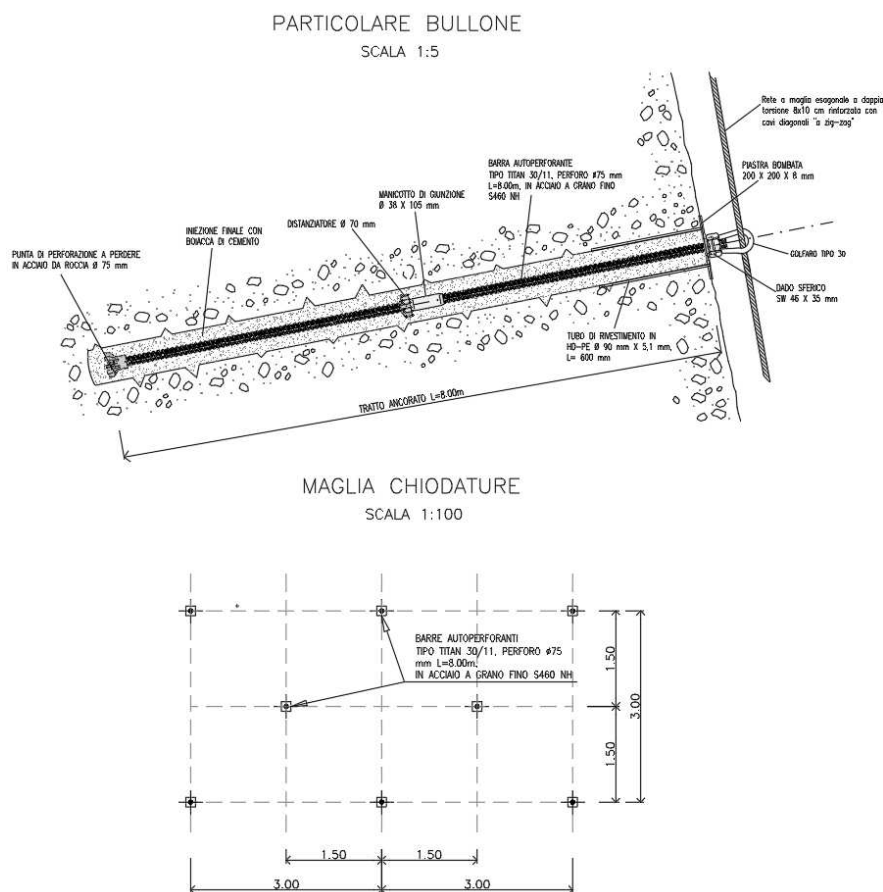 PARTICOLARE BULLONE
SCALA 1:5
Rete a maglia esagonale a doppia
torsione 8x10 cm rinforzata con
cavi diagonali "a zig-zag"
BARRA AUTOPERFORANTE
TIPO TITAN 30/11, PERFORO ø75 mm
L=8.00m, IN ACCIAIO A GRANO FINO
S460 NH
PIASTRA BOMBATA
200 X 200 X 8 mm
MANICOTTO DI GIUNZIONE
Ø 38 X 105 mm
DISTANZIATORE Ø 70 mm
INIEZIONE FINALE CON
BOIACCA DI CEMENTO
PUNTA DI PERFORAZIONE A PERDERE
IN ACCIAIO DA ROCCIA Ø 75 mm
GOLFARO TIPO 30
DADO SFERICO
SW 46 X 35 mm
TUBO DI RIVESTIMENTO IN
HD-PE Ø 90 mm X 5,1 mm,
L= 600 mm
TRATTO ANCORATO L=8.00m
MAGLIA CHIODATURE
SCALA 1:100
BARRE AUTOPERFORANTI
TIPO TITAN 30/11, PERFORO ø75
mm L=8.00m,
IN ACCIAIO A GRANO FINO S460 NH
1.50
3.00
1.50
1.50
1.50
3.00
3.00